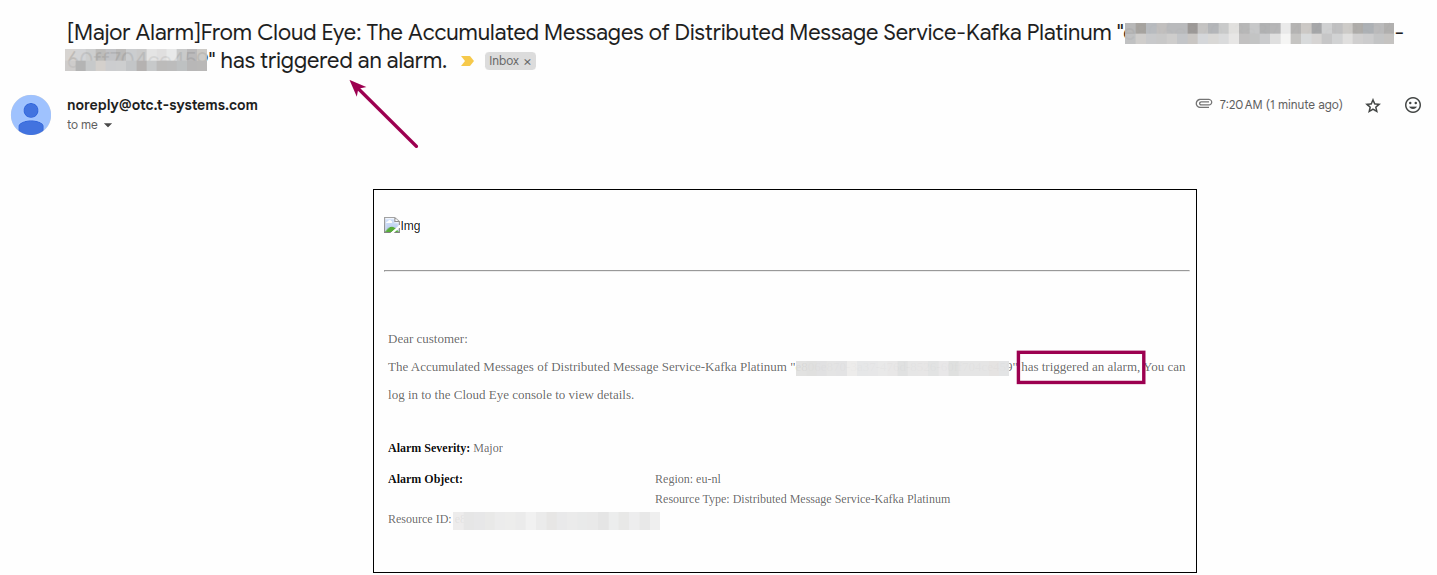 [Major Alarm]From Cloud Eye: The Accumulated Messages of Distributed Message Service-Kafka Platinum "
-
" has triggered an alarm.
Inbox ×
noreply@otc.t-systems.com
7:20 AM (1 minute ago)
to me
Img
Dear customer:
The Accumulated Messages of Distributed Message Service-Kafka Platinum " " has triggered an alarm, You can
log in to the Cloud Eye console to view details.
Alarm Severity: Major
Alarm Object:
Region: eu-nl
Resource Type: Distributed Message Service-Kafka Platinum
Resource ID: